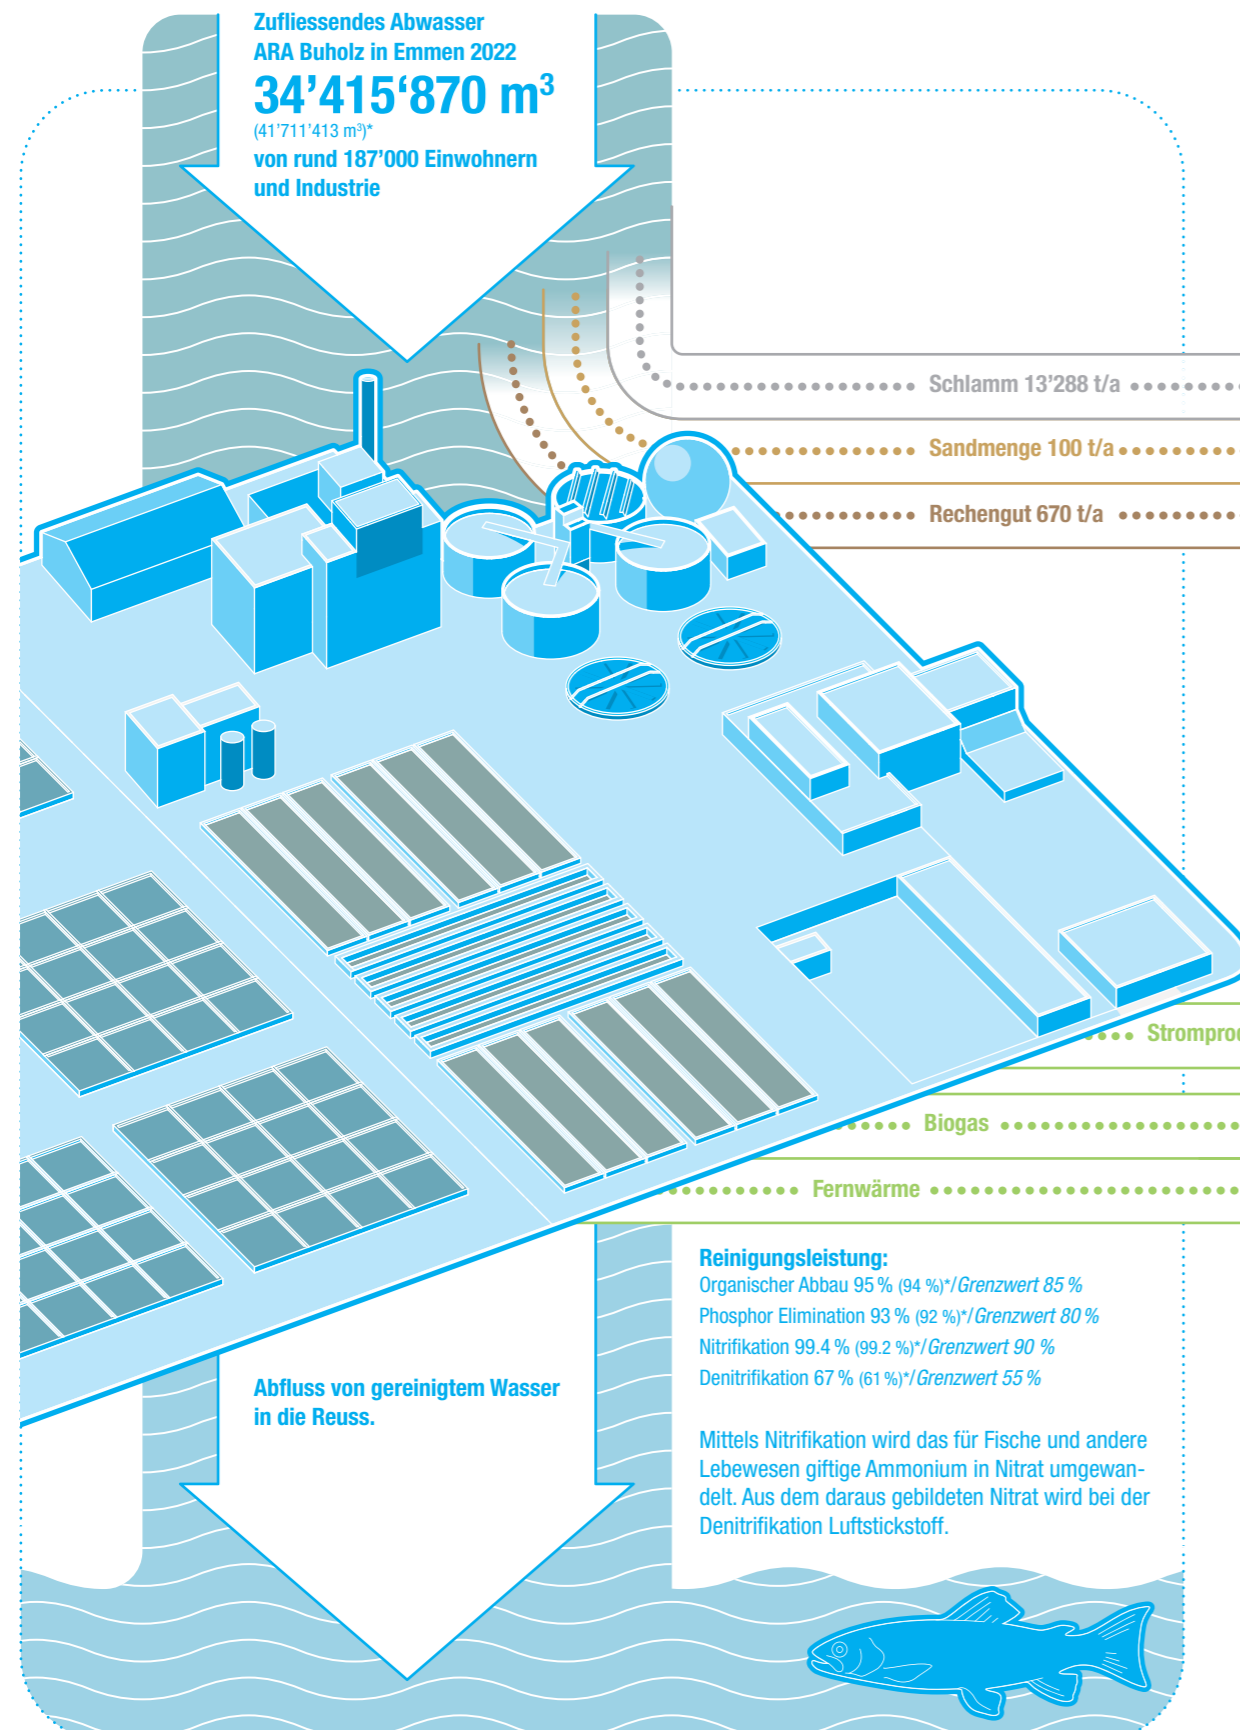 Zufliessendes Abwasser
ARA Buholz in Emmen 2022
34’415‘870 m³
(41’711’413 m³)*
von rund 187’000 Einwohnern
und Industrie
Schlamm 13’288 t/a
Sandmenge 100 t/a
Rechengut 670 t/a
Stromprod
Biogas
Fernwärme
Reinigungsleistung:
Organischer Abbau 95 % (94 %)*/Grenzwert 85 %
Phosphor Elimination 93 % (92 %)*/Grenzwert 80 %
Nitrifikation 99.4 % (99.2 %)*/Grenzwert 90 %
Denitrifikation 67 % (61 %)*/Grenzwert 55 %
Abfluss von gereinigtem Wasser
in die Reuss.
Mittels Nitrifikation wird das für Fische und andere
Lebewesen giftige Ammonium in Nitrat umgewan-
delt. Aus dem daraus gebildeten Nitrat wird bei der
Denitrifikation Luftstickstoff.